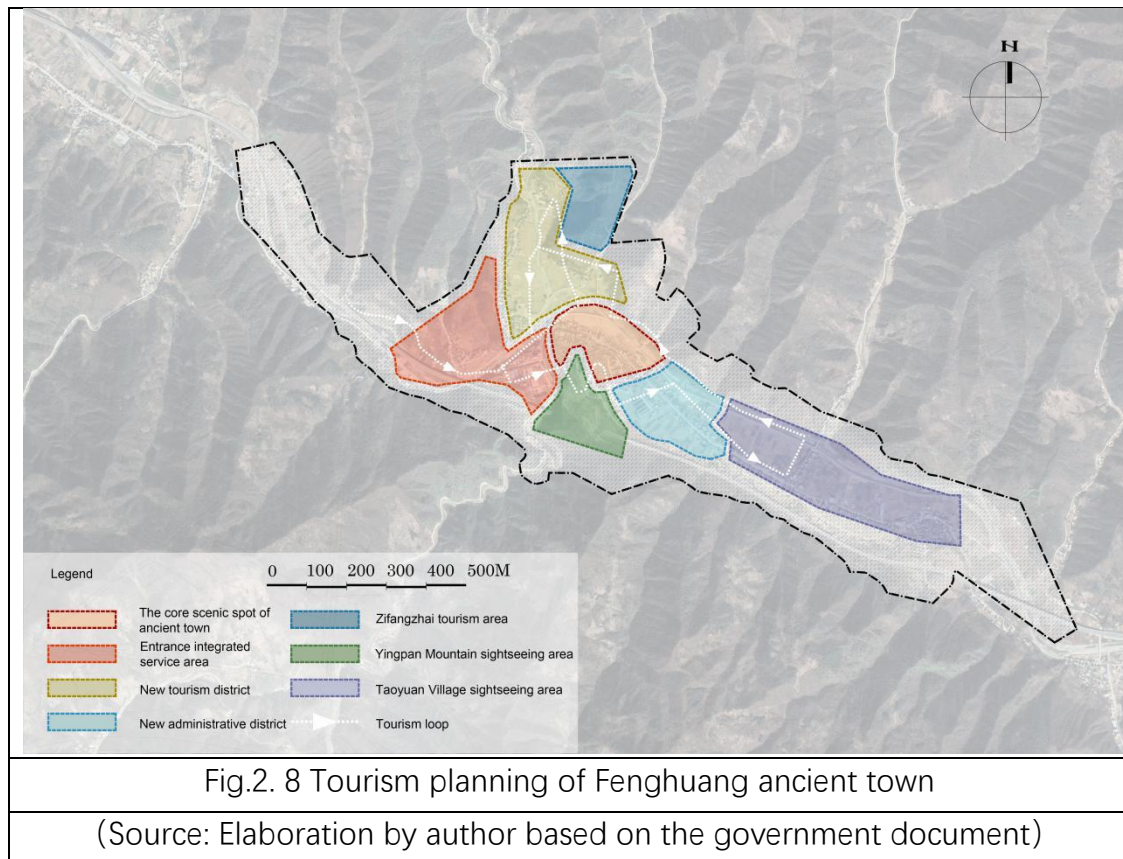 N
Legend
0 100 200 300 400 500M
The core scenic spot of
ancient town
Entrance integrated
service area
New tourism district
New administrative district
Zifangzhai tourism area
Yingpan Mountain sightseeing area
Taoyuan Village sightseeing area
Tourism loop
Fig.2. 8 Tourism planning of Fenghuang ancient town
(Source: Elaboration by author based on the government document)